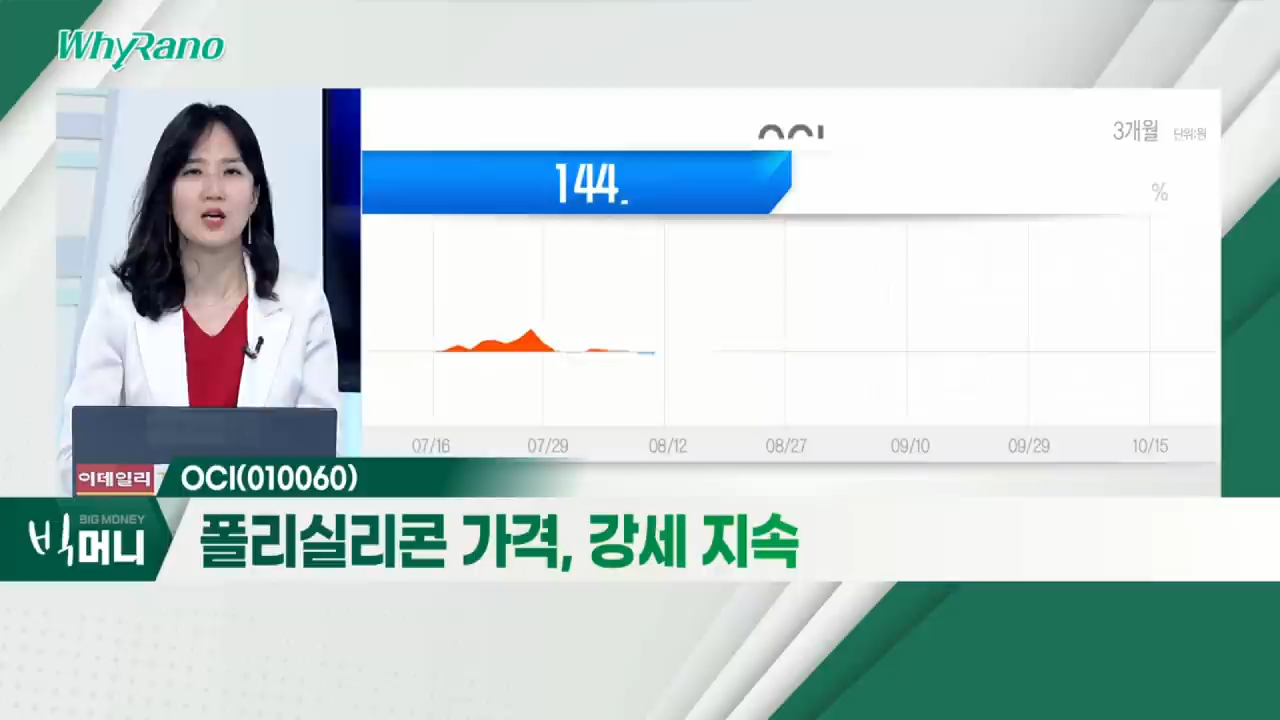 WhyRano
OCI
3개월 단위:원
144.
%
07/16 07/29 08/12 08/27 09/10 09/29 10/15
이데일리
OCI(010060)
BIG MONEY
빅머니
폴리실리콘 가격, 강세 지속